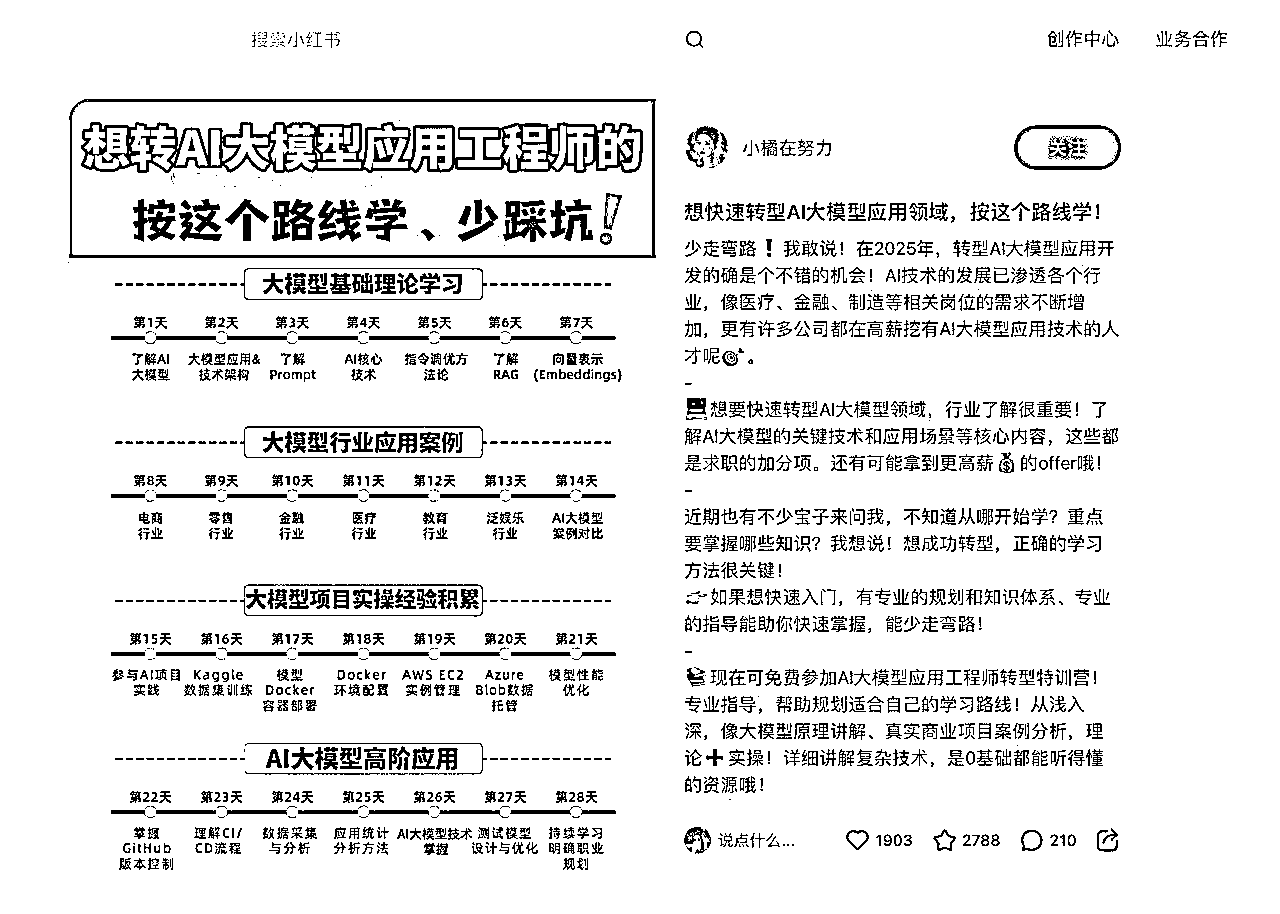 搜索小红书
创作中心 业务合作
想转AI大模型应用工程师的
按这个路线学、少踩坑!
大模型基础理论学习
第1天 第2天 第3天 第4天 第5天 第6天 第7天
了解AI 大模型应用& 了解 AI核心 指令调优方 了解 向量表示
大模型 技术架构 Prompt 技术 法论 RAG (Embeddings)
大模型行业应用案例
第8天 第9天 第10天 第11天 第12天 第13天 第14天
电商 零售 金融 医疗 教育 泛娱乐 AI大模型
行业 行业 行业 行业 行业 行业 案例对比
大模型项目实操经验积累
第15天 第16天 第17天 第18天 第19天 第20天 第21天
参与AI项目 Kaggle 模型 Docker AWS EC2 Azure 模型性能
实践 数据集训练 Docker 环境配置 实例管理 Blob数据 优化
容器部署 托管
AI大模型高阶应用
第22天 第23天 第24天 第25天 第26天 第27天 第28天
掌握 理解CI/ 数据采集 应用统计 AI大模型技术 测试模型 持续学习
GitHub CD流程 与分析 分析方法 掌握 设计与优化 明确职业
版本控制 规划
小橘在努力
关注
想快速转型AI大模型应用领域，按这个路线学！
少走弯路❗我敢说！在2025年，转型AI大模型应用开
发的确是个不错的机会！AI技术的发展已渗透各个行
业，像医疗、金融、制造等相关岗位的需求不断增
加，更有许多公司都在高薪挖有AI大模型应用技术的人
才呢🎯。
-
💻想要快速转型AI大模型领域，行业了解很重要！了
解AI大模型的关键技术和应用场景等核心内容，这些都
是求职的加分项。还有可能拿到更高薪💰的offer哦！
-
近期也有不少宝子来问我，不知道从哪开始学？重点
要掌握哪些知识？我想说！想成功转型，正确的学习
方法很关键！
👉如果想快速入门，有专业的规划和知识体系、专业
的指导能助你快速掌握，能少走弯路！
-
📚现在可免费参加AI大模型应用工程师转型特训营！
专业指导，帮助规划适合自己的学习路线！从浅入
深，像大模型原理讲解、真实商业项目案例分析，理
论➕实操！详细讲解复杂技术，是0基础都能听得懂
的资源哦！
说点什么... 1903 2788 210